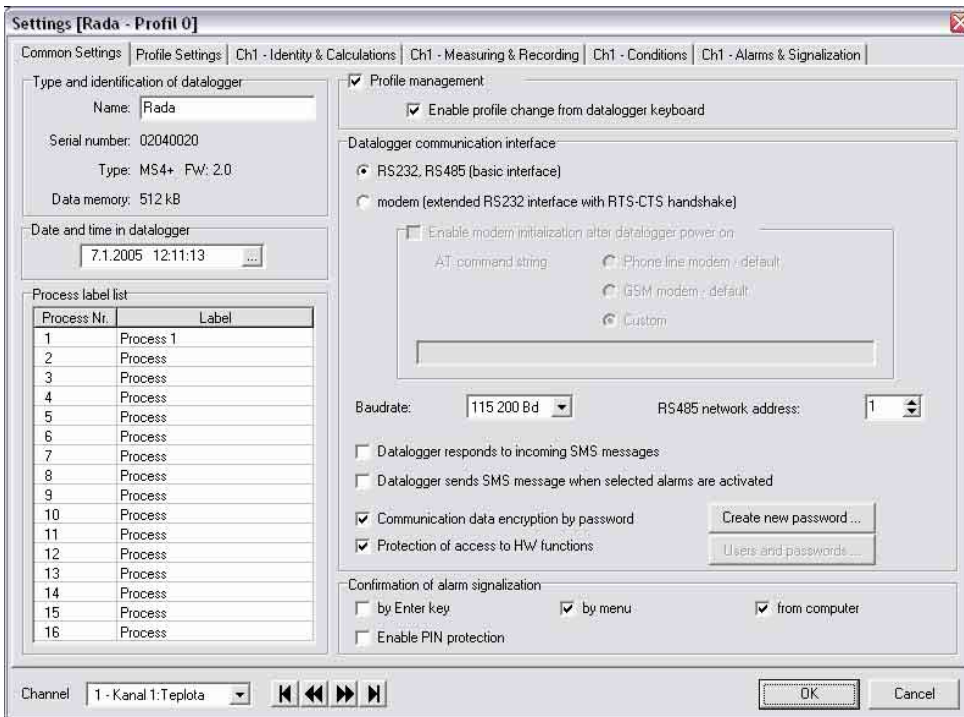 Settings [Rada - Profil 0]
Common Settings
Profile Settings
Ch1 - Identity & Calculations
Ch1 - Measuring & Recording
Ch1 - Conditions
Ch1 - Alarms & Signalization
Type and identification of datalogger
Name: Rada
Serial number: 02040020
Type: MS4+ FW: 2.0
Data memory: 512 kB
Date and time in datalogger
7.1.2005 12:11:13 ...
Process label list
Process Nr. Label
1 Process 1
2 Process
3 Process
4 Process
5 Process
6 Process
7 Process
8 Process
9 Process
10 Process
11 Process
12 Process
13 Process
14 Process
15 Process
16 Process
Profile management
Enable profile change from datalogger keyboard
Datalogger communication interface
RS232, RS485 (basic interface)
modem (extended RS232 interface with RTS-CTS handshake)
Enable modem initialization after datalogger power on
AT command string
Phone line modem - default
GSM modem - default
Custom
Baudrate: 115 200 Bd
RS485 network address: 1
Datalogger responds to incoming SMS messages
Datalogger sends SMS message when selected alarms are activated
Communication data encryption by password
Create new password ...
Protection of access to HW functions
Users and passwords ...
Confirmation of alarm signalization
by Enter key
by menu
from computer
Enable PIN protection
Channel 1 - Kanal 1:Teplota
OK
Cancel